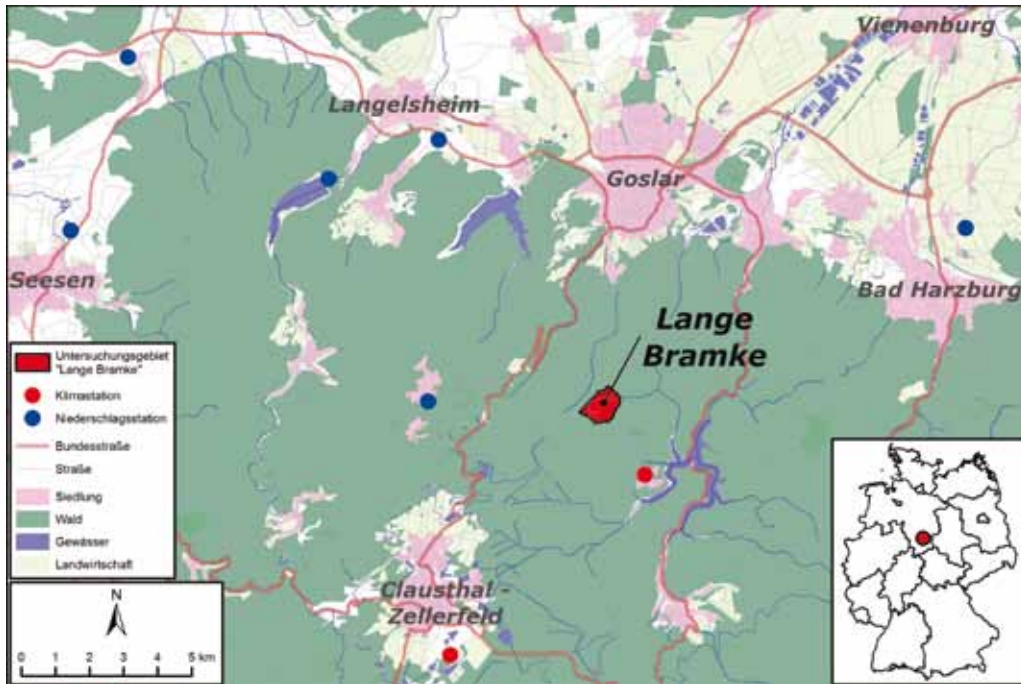 Vienenburg
Langelsheim
Goslar
Seesen
Bad Harzburg
Lange
Bramke
Untersuchungsgebiet
"Lange Bramke"
Klimastation
Niederschlagsstation
Bundesstraße
Straße
Siedlung
Wald
Gewässer
Landwirtschaft
Clausthal -
Zellerfeld
N
0 1 2 3 4 5 km